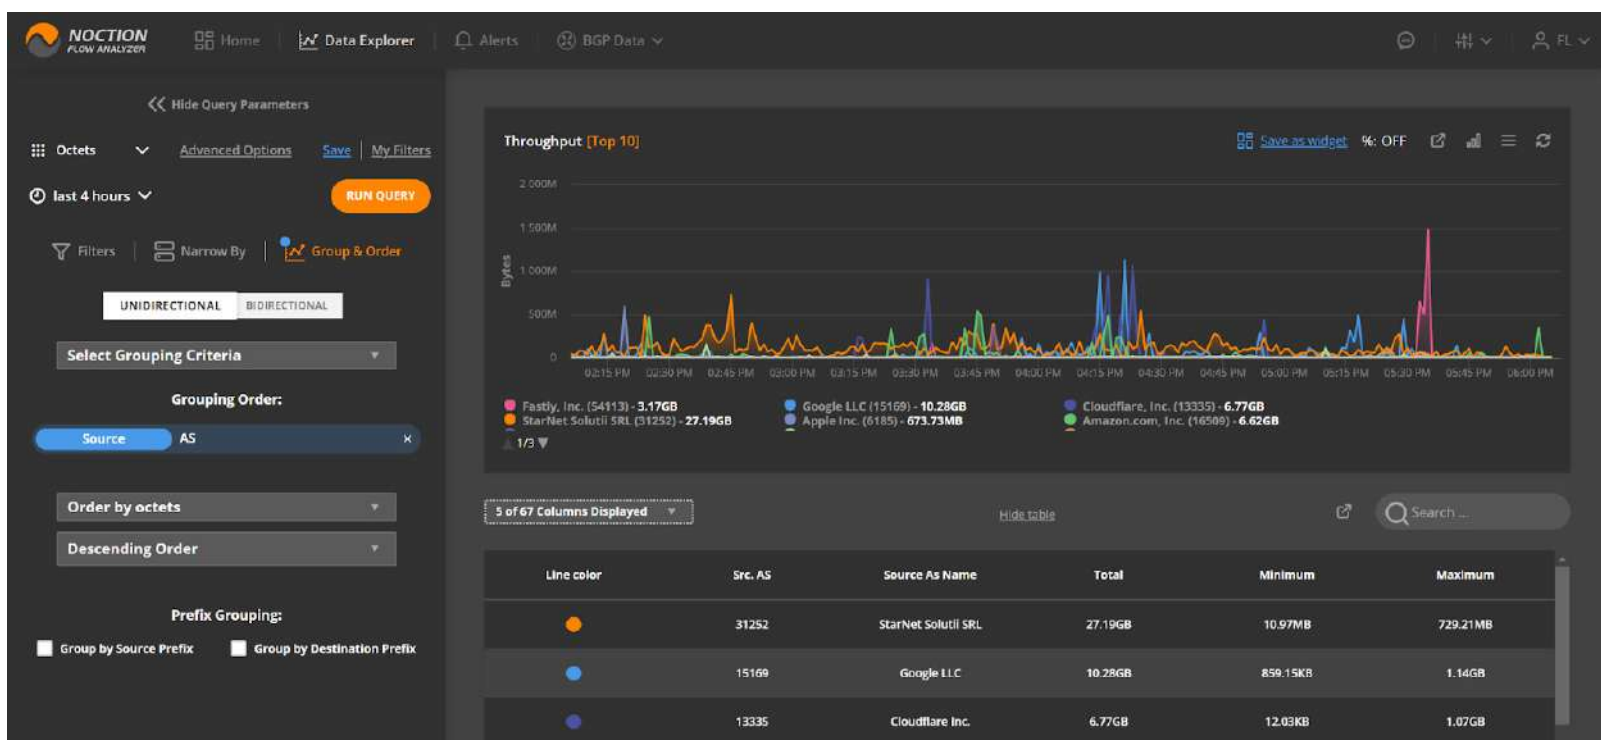 NOCTION
FLOW ANALYZER
Home
Data Explorer
Alerts
BGP Data
FL
Hide Query Parameters
Octets
Advanced Options
Save
My Filters
last 4 hours
RUN QUERY
Filters
Narrow By
Group & Order
UNIDIRECTIONAL
BIDIRECTIONAL
Select Grouping Criteria
Grouping Order:
Source
AS
×
Order by octets
Descending Order
Prefix Grouping:
Group by Source Prefix
Group by Destination Prefix
Throughput [Top 10]
Save as widget
%: OFF
Bytes
2 000M
1 500M
1 000M
500M
0
02:15 PM 02:30 PM 02:45 PM 03:00 PM 03:15 PM 03:30 PM 03:45 PM 04:00 PM 04:15 PM 04:30 PM 04:45 PM 05:00 PM 05:15 PM 05:30 PM 05:45 PM 06:00 PM
Fastly, Inc. (54113) - 3.17GB
Google LLC (15169) - 10.28GB
Cloudflare, Inc. (13335) - 6.77GB
StarNet Solutii SRL (31252) - 27.19GB
Apple Inc. (6185) - 673.73MB
Amazon.com, Inc. (16509) - 6.62GB
1/3
5 of 67 Columns Displayed
Hide table
Search ...
Line color Src. AS Source As Name Total Minimum Maximum
31252 StarNet Solutii SRL 27.19GB 10.97MB 729.21MB
15169 Google LLC 10.28GB 859.15KB 1.14GB
13335 Cloudflare Inc. 6.77GB 12.03KB 1.07GB